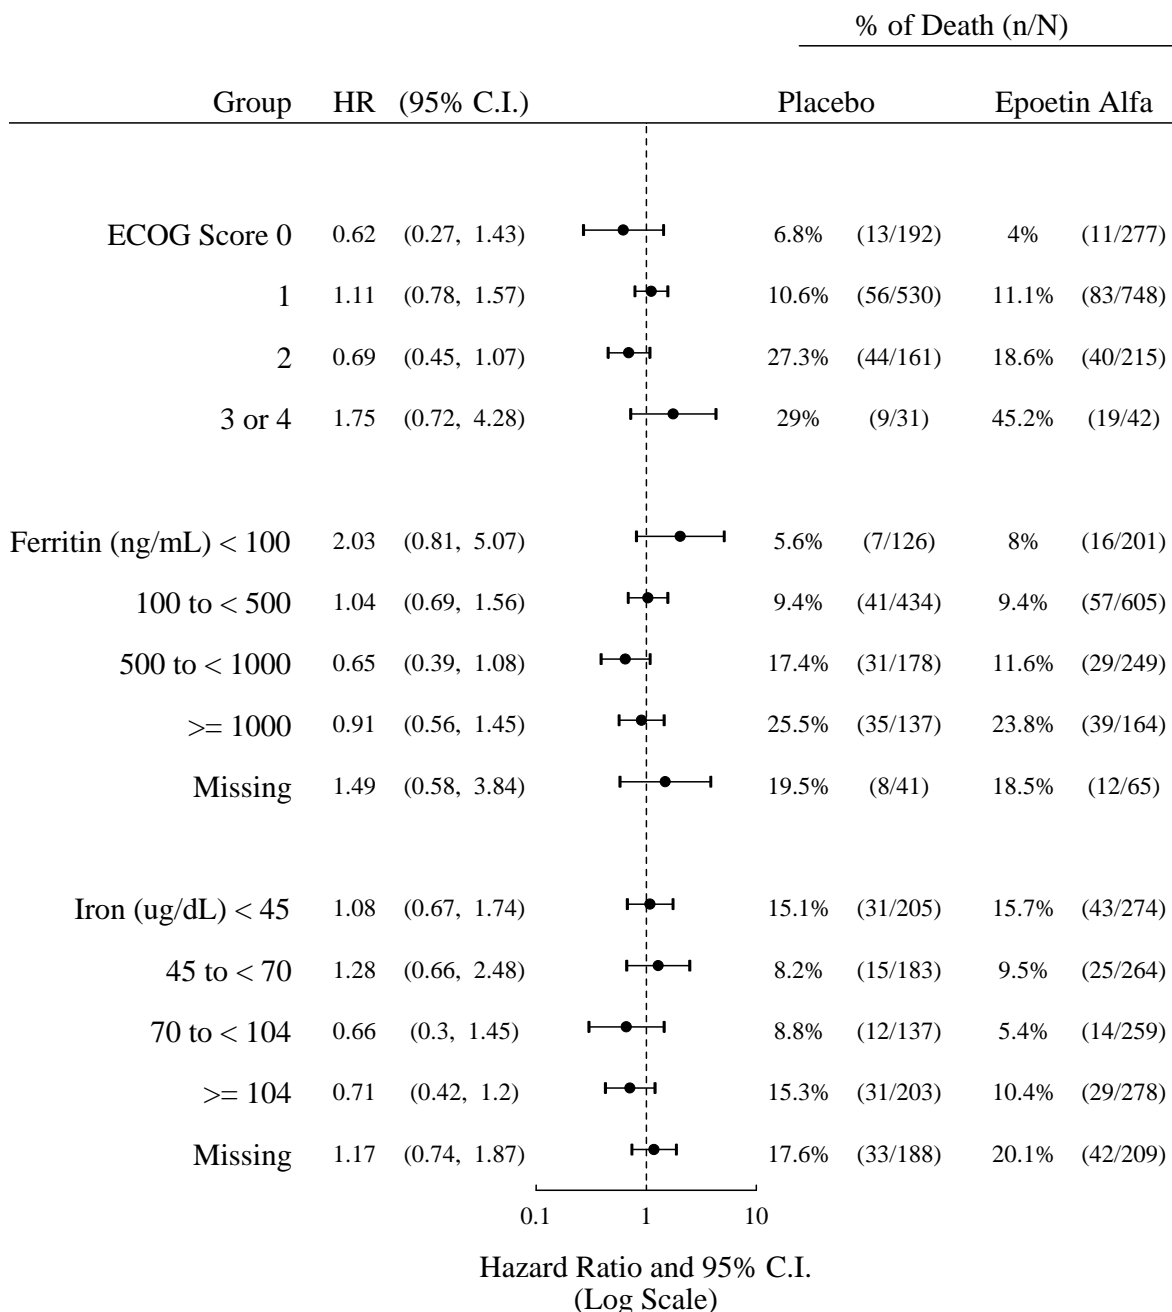 % of Death (n/N)
Group HR (95% C.I.) Placebo Epoetin Alfa
ECOG Score 0 0.62 (0.27, 1.43) 6.8% (13/192) 4% (11/277)
1 1.11 (0.78, 1.57) 10.6% (56/530) 11.1% (83/748)
2 0.69 (0.45, 1.07) 27.3% (44/161) 18.6% (40/215)
3 or 4 1.75 (0.72, 4.28) 29% (9/31) 45.2% (19/42)
Ferritin (ng/mL) < 100 2.03 (0.81, 5.07) 5.6% (7/126) 8% (16/201)
100 to < 500 1.04 (0.69, 1.56) 9.4% (41/434) 9.4% (57/605)
500 to < 1000 0.65 (0.39, 1.08) 17.4% (31/178) 11.6% (29/249)
>= 1000 0.91 (0.56, 1.45) 25.5% (35/137) 23.8% (39/164)
Missing 1.49 (0.58, 3.84) 19.5% (8/41) 18.5% (12/65)
Iron (ug/dL) < 45 1.08 (0.67, 1.74) 15.1% (31/205) 15.7% (43/274)
45 to < 70 1.28 (0.66, 2.48) 8.2% (15/183) 9.5% (25/264)
70 to < 104 0.66 (0.3, 1.45) 8.8% (12/137) 5.4% (14/259)
>= 104 0.71 (0.42, 1.2) 15.3% (31/203) 10.4% (29/278)
Missing 1.17 (0.74, 1.87) 17.6% (33/188) 20.1% (42/209)
0.1 1 10
Hazard Ratio and 95% C.I.
(Log Scale)